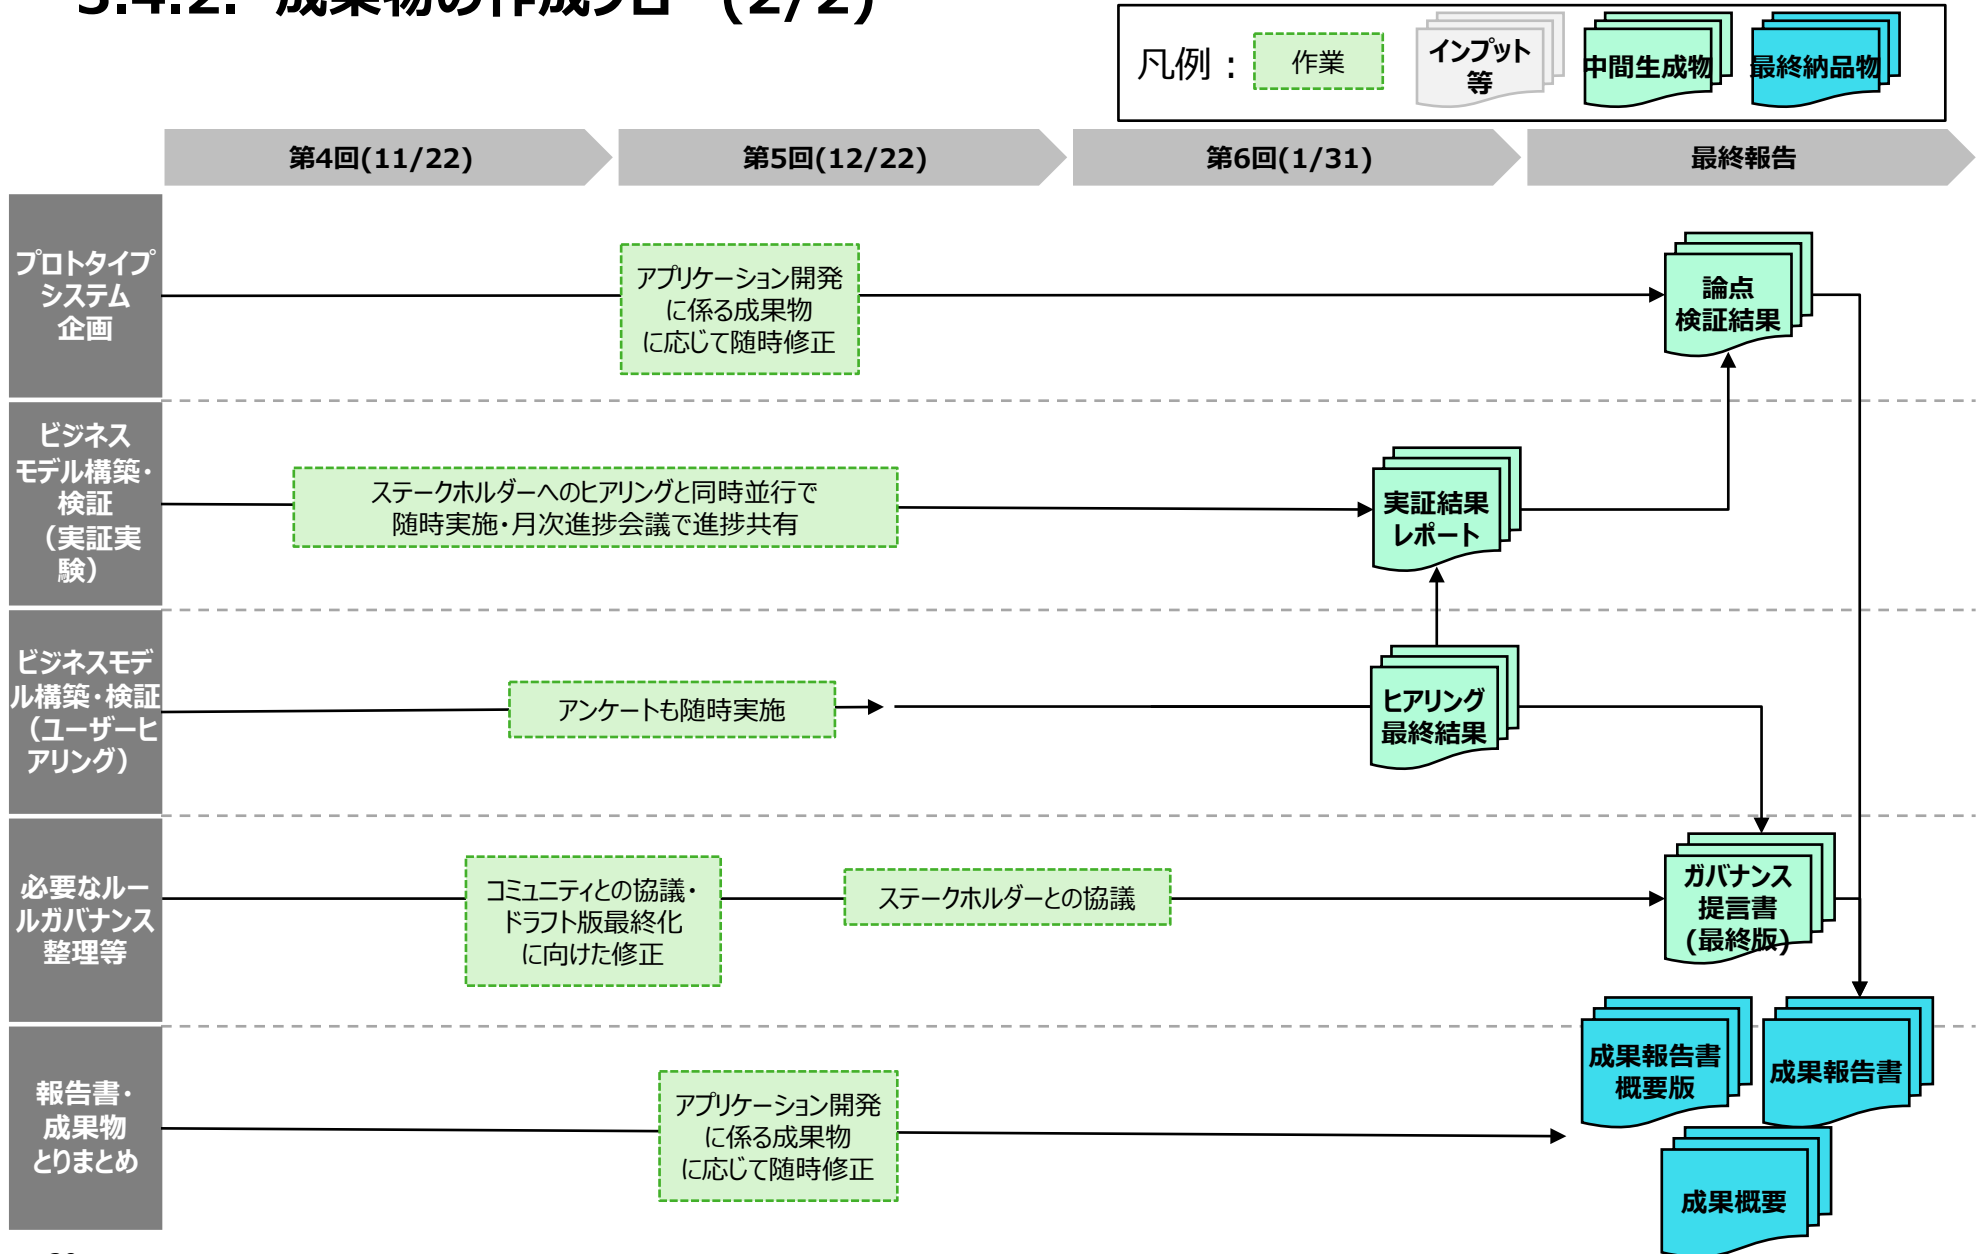 3.4.2. 成果物の作成フロー (2/2)
凡例：
作業
インプット
等
中間生成物
最終納品物
第4回(11/22)
第5回(12/22)
第6回(1/31)
最終報告
プロトタイプ
システム
企画
アプリケーション開発
に係る成果物
に応じて随時修正
論点
検証結果
ビジネス
モデル構築・
検証
（実証実
験）
ステークホルダーへのヒアリングと同時並行で
随時実施・月次進捗会議で進捗共有
実証結果
レポート
ビジネスモデ
ル構築・検証
（ユーザーヒ
アリング）
アンケートも随時実施
ヒアリング
最終結果
必要なルー
ルガバナンス
整理等
コミュニティとの協議・
ドラフト版最終化
に向けた修正
ステークホルダーとの協議
ガバナンス
提言書
(最終版)
報告書・
成果物
とりまとめ
アプリケーション開発
に係る成果物
に応じて随時修正
成果報告書
概要版
成果報告書
成果概要